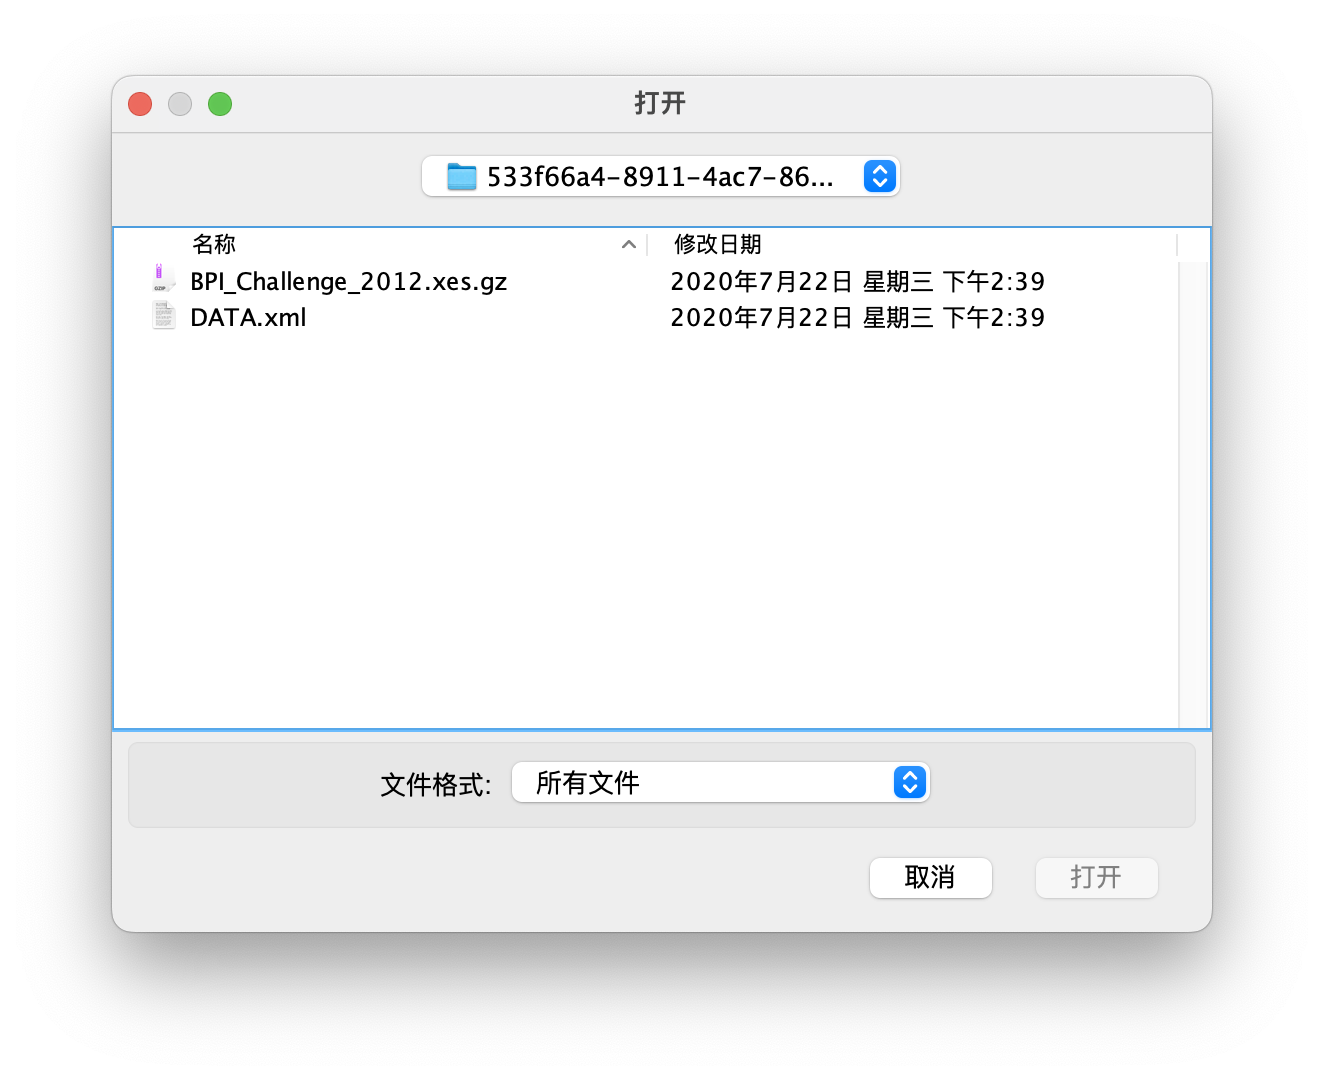 打开
533f66a4-8911-4ac7-86...
名称 修改日期
BPI_Challenge_2012.xes.gz 2020年7月22日 星期三 下午2:39
DATA.xml 2020年7月22日 星期三 下午2:39
文件格式: 所有文件
取消 打开